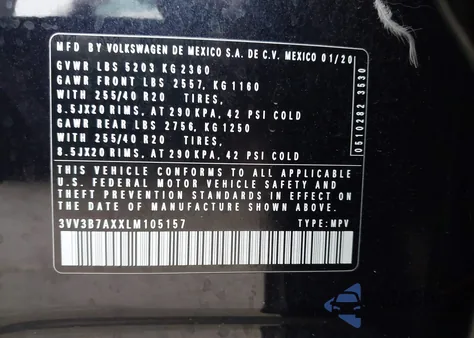 MFD BY VOLKSWAGEN DE MEXICO S.A. DE C.V. MEXICO 01/20
GVWR LBS 5203 KG 2360
GAWR FRONT LBS 2557, KG 1160
WITH 255/40 R20 TIRES,
8.5JX20 RIMS, AT 290 KPA, 42 PSI COLD
GAWR REAR LBS 2756, KG 1250
WITH 255/40 R20 TIRES,
8.5JX20 RIMS, AT 290 KPA, 42 PSI COLD
THIS VEHICLE CONFORMS TO ALL APPLICABLE
U.S. FEDERAL MOTOR VEHICLE SAFETY AND
THEFT PREVENTION STANDARDS IN EFFECT ON
THE DATE OF MANUFACTURE SHOWN ABOVE.
3VV3B7AXXLM105157 TYPE: MPV
0510282 3530